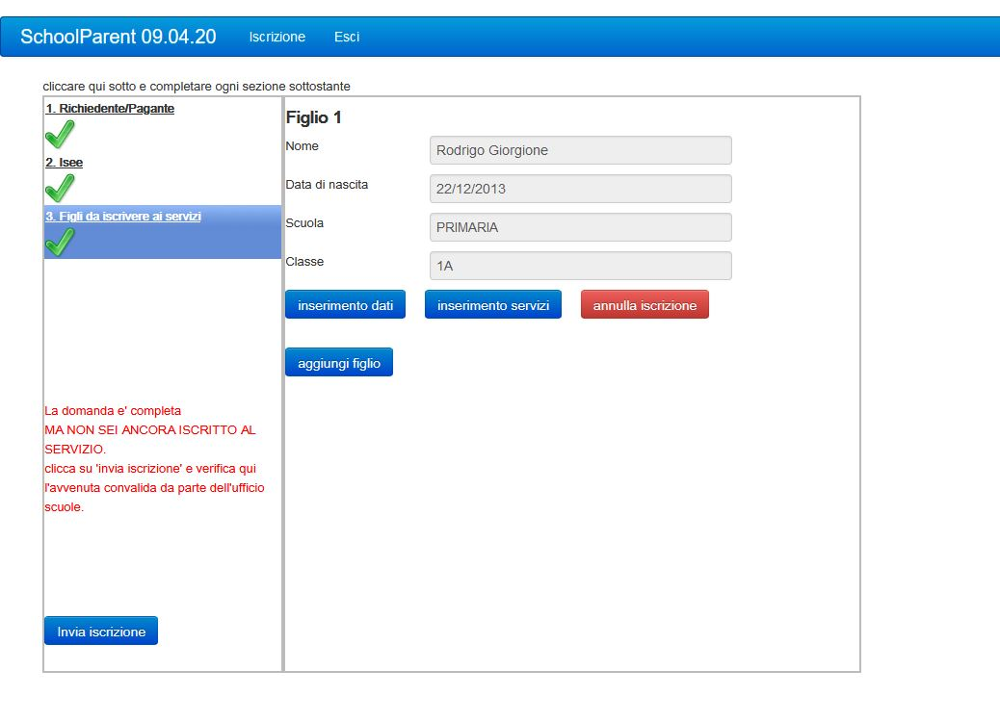 SchoolParent 09.04.20 Iscrizione Esci
cliccare qui sotto e completare ogni sezione sottostante
1. Richiedente/Pagante
2. Isee
3. Figli da iscrivere ai servizi
La domanda e' completa
MA NON SEI ANCORA ISCRITTO AL
SERVIZIO.
clicca su 'invia iscrizione' e verifica qui
l'avvenuta convalida da parte dell'ufficio
scuole.
Invia iscrizione
Figlio 1
Nome Rodrigo Giorgione
Data di nascita 22/12/2013
Scuola PRIMARIA
Classe 1A
inserimento dati inserimento servizi annulla iscrizione
aggiungi figlio